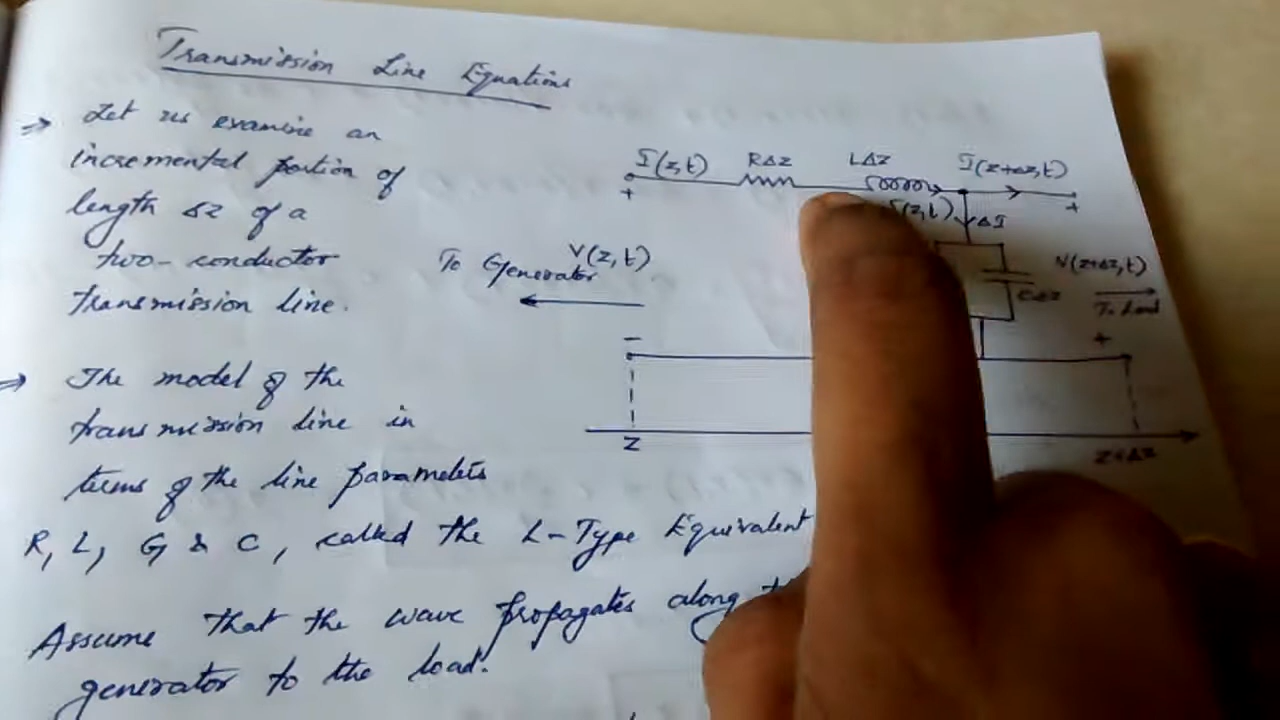 Transmission Line Equations
⇒ Let us examine an
incremental portion of
length Δz of a
two-conductor
transmission line.
I(z,t) RΔz LΔz I(z+Δz,t)
+ +
I(z,t) ΔI
V(z,t) V(z+Δz,t)
To Generator CΔz
To Load
- +
z z+Δz
⇒ The model of the
transmission line in
terms of the line parameters
R, L, G & C, called the L-Type Equivalent
Assume that the wave propagates along
generator to the load.